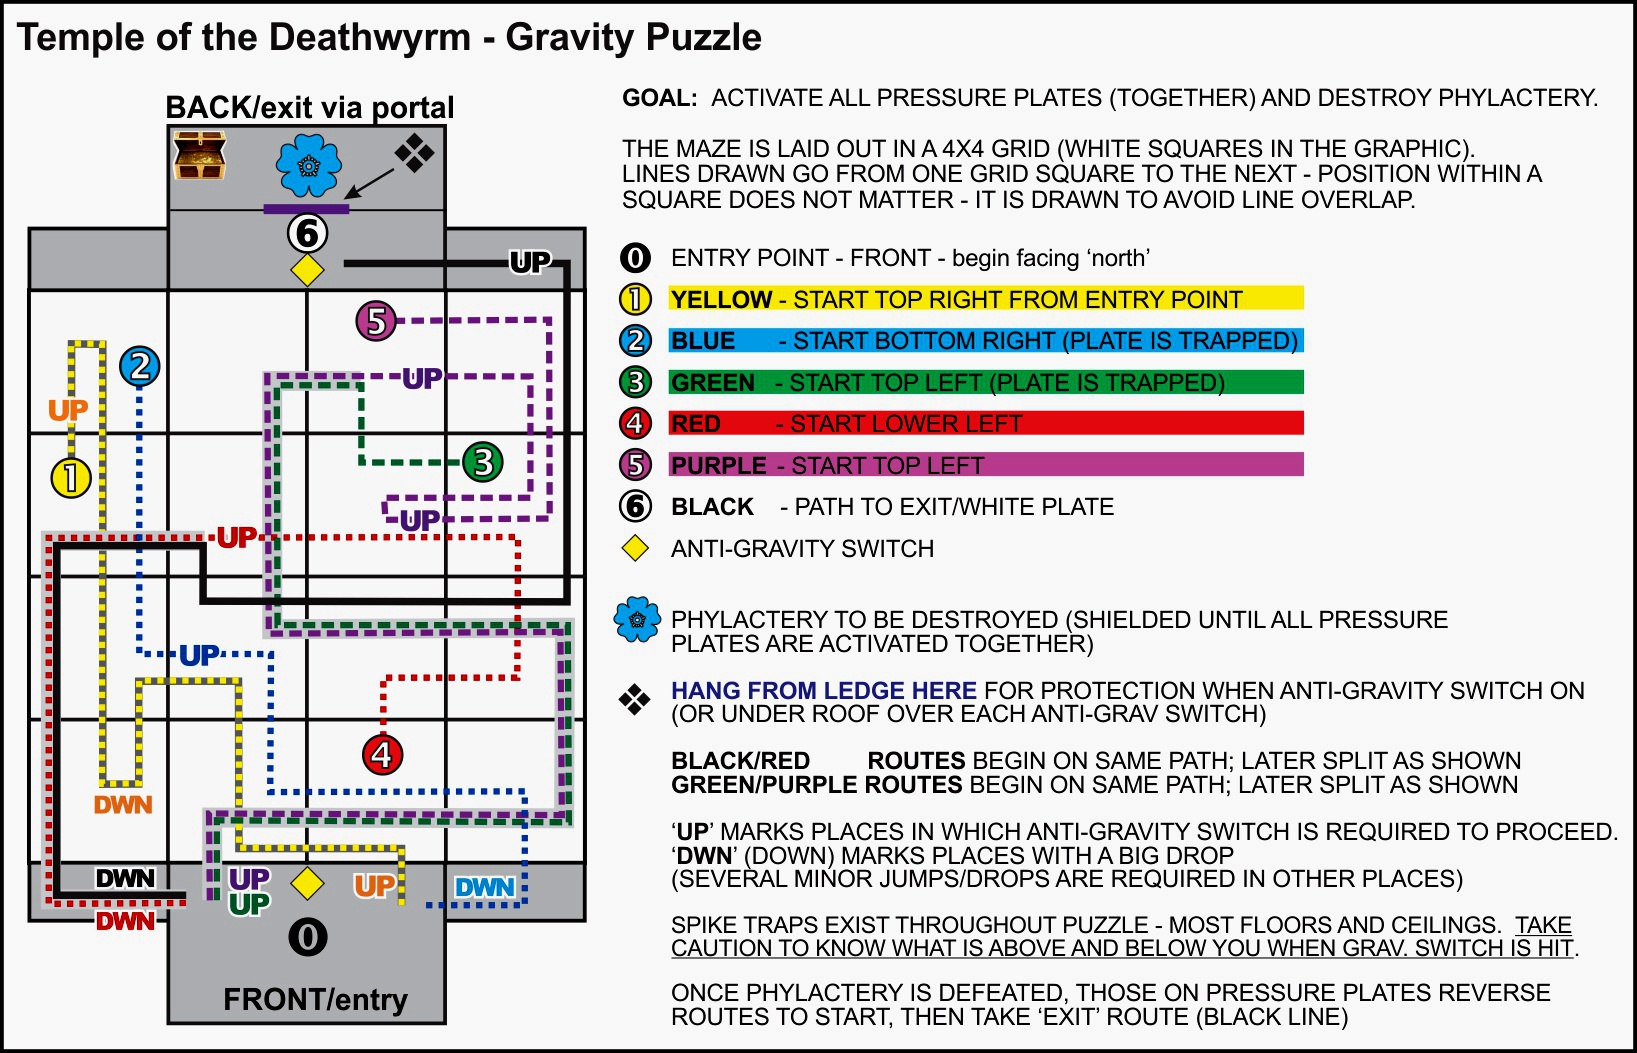 Temple of the Deathwyrm - Gravity Puzzle
BACK/exit via portal
6
UP
5
2
UP
UP
1
3
UP
UP
UP
4
DWN
DWN
UP
UP
DWN
UP
DWN
0
FRONT/entry
GOAL: ACTIVATE ALL PRESSURE PLATES (TOGETHER) AND DESTROY PHYLACTERY.
THE MAZE IS LAID OUT IN A 4X4 GRID (WHITE SQUARES IN THE GRAPHIC).
LINES DRAWN GO FROM ONE GRID SQUARE TO THE NEXT - POSITION WITHIN A
SQUARE DOES NOT MATTER - IT IS DRAWN TO AVOID LINE OVERLAP.
0 ENTRY POINT - FRONT - begin facing ‘north’
1 YELLOW - START TOP RIGHT FROM ENTRY POINT
2 BLUE - START BOTTOM RIGHT (PLATE IS TRAPPED)
3 GREEN - START TOP LEFT (PLATE IS TRAPPED)
4 RED - START LOWER LEFT
5 PURPLE - START TOP LEFT
6 BLACK - PATH TO EXIT/WHITE PLATE
ANTI-GRAVITY SWITCH
PHYLACTERY TO BE DESTROYED (SHIELDED UNTIL ALL PRESSURE
PLATES ARE ACTIVATED TOGETHER)
HANG FROM LEDGE HERE FOR PROTECTION WHEN ANTI-GRAVITY SWITCH ON
(OR UNDER ROOF OVER EACH ANTI-GRAV SWITCH)
BLACK/RED ROUTES BEGIN ON SAME PATH; LATER SPLIT AS SHOWN
GREEN/PURPLE ROUTES BEGIN ON SAME PATH; LATER SPLIT AS SHOWN
‘UP’ MARKS PLACES IN WHICH ANTI-GRAVITY SWITCH IS REQUIRED TO PROCEED.
‘DWN’ (DOWN) MARKS PLACES WITH A BIG DROP
(SEVERAL MINOR JUMPS/DROPS ARE REQUIRED IN OTHER PLACES)
SPIKE TRAPS EXIST THROUGHOUT PUZZLE - MOST FLOORS AND CEILINGS. TAKE
CAUTION TO KNOW WHAT IS ABOVE AND BELOW YOU WHEN GRAV. SWITCH IS HIT.
ONCE PHYLACTERY IS DEFEATED, THOSE ON PRESSURE PLATES REVERSE
ROUTES TO START, THEN TAKE ‘EXIT’ ROUTE (BLACK LINE)